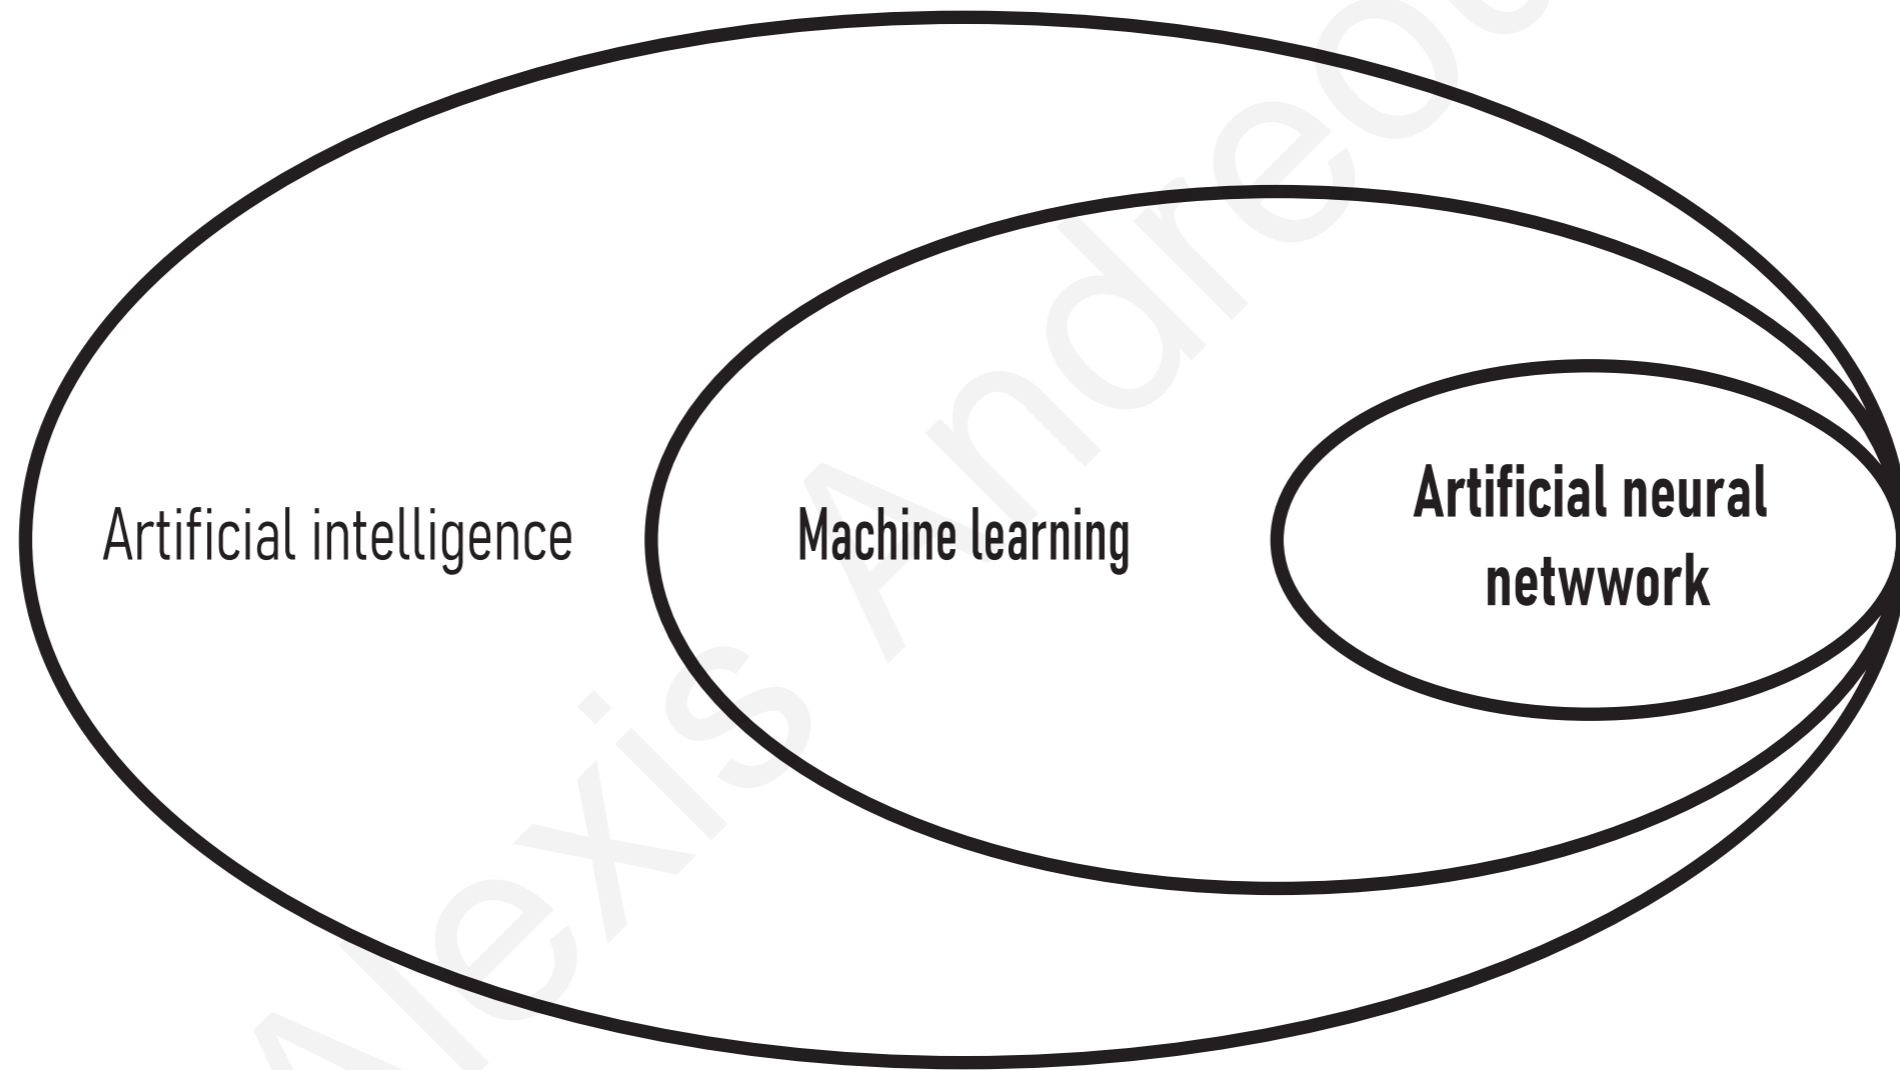 Artificial intelligence
Machine learning
Artificial neural
netwwork
Alexis Andreou